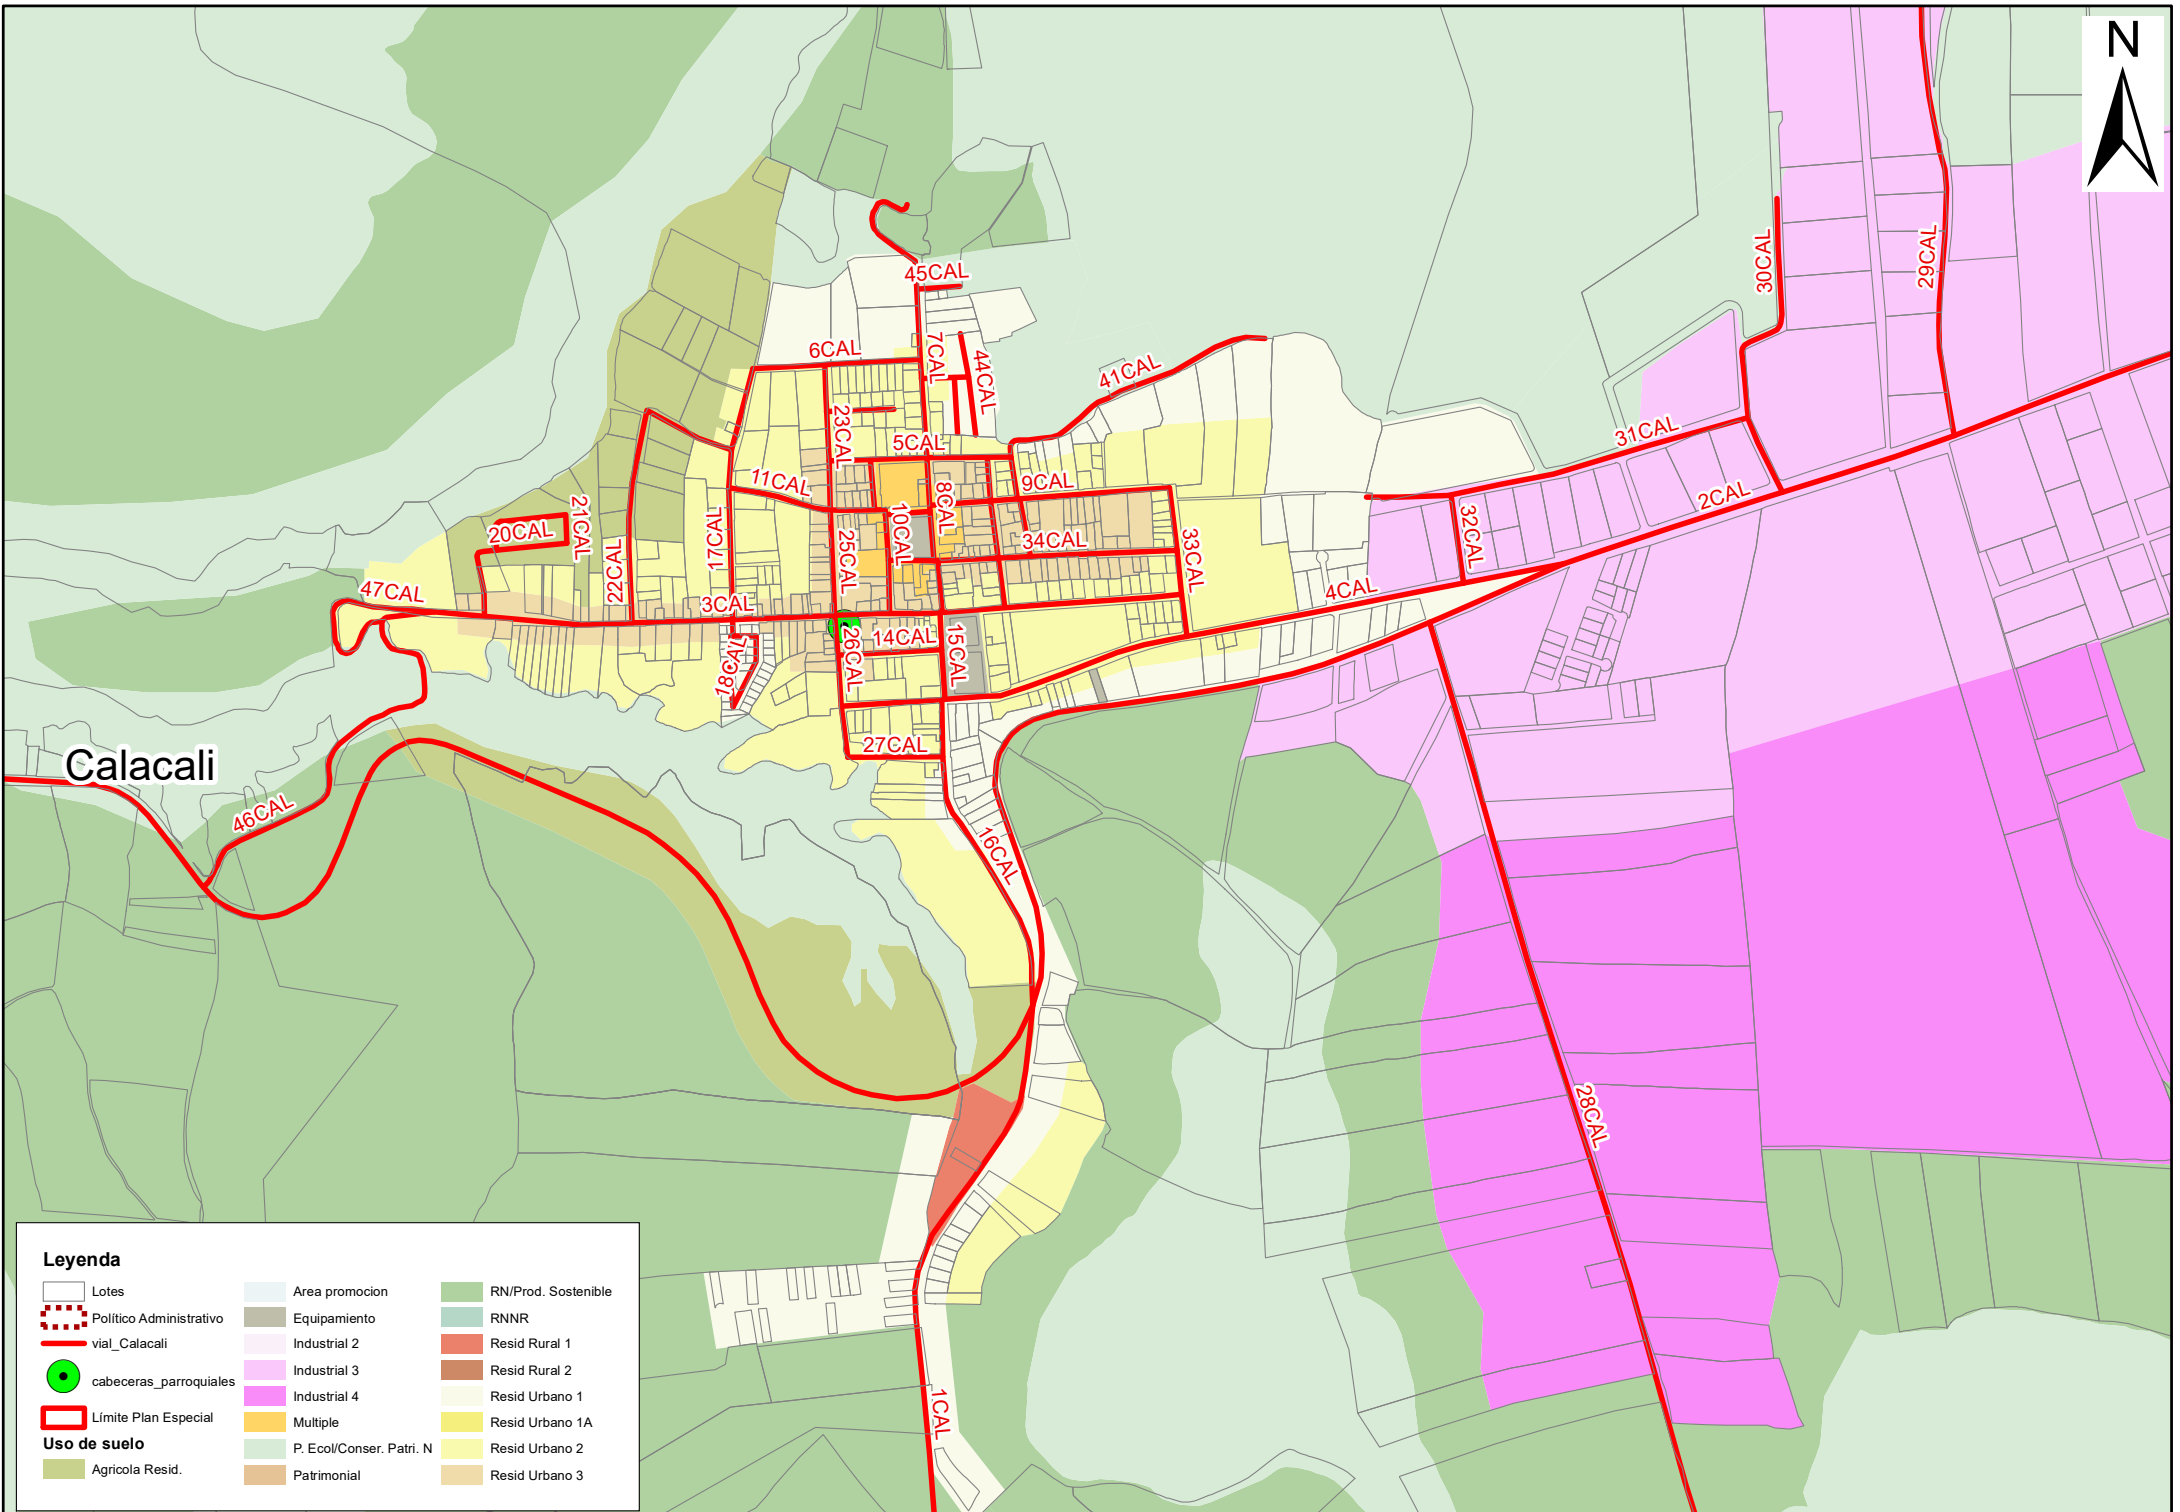 N
30CAL
29CAL
45CAL
6CAL
7CAL
44CAL
41CAL
23CAL
5CAL
31CAL
11CAL
9CAL
2CAL
21CAL
20CAL
22CAL
17CAL
25CAL
10CAL
8CAL
34CAL
33CAL
32CAL
47CAL
3CAL
4CAL
18CAL
26CAL
14CAL
15CAL
27CAL
Calacali
46CAL
16CAL
28CAL
1CAL
Leyenda
Lotes
Político Administrativo
vial_Calacali
cabeceras_parroquiales
Límite Plan Especial
Uso de suelo
Agricola Resid.
Area promocion
Equipamiento
Industrial 2
Industrial 3
Industrial 4
Multiple
P. Ecol/Conser. Patri. N
Patrimonial
RN/Prod. Sostenible
RNNR
Resid Rural 1
Resid Rural 2
Resid Urbano 1
Resid Urbano 1A
Resid Urbano 2
Resid Urbano 3